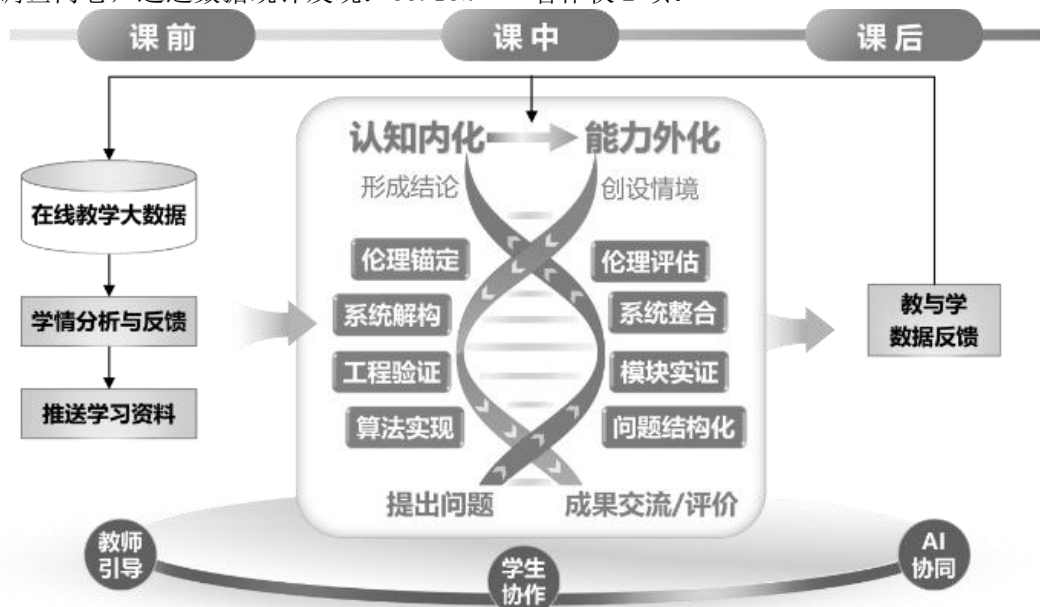 课前
课中
课后
认知内化
能力外化
形成结论
创设情境
在线教学大数据
伦理锚定
伦理评估
学情分析与反馈
系统解构
系统整合
教与学
数据反馈
工程验证
模块实证
推送学习资料
算法实现
问题结构化
提出问题
成果交流/评价
教师
引导
学生
协作
AI
协同